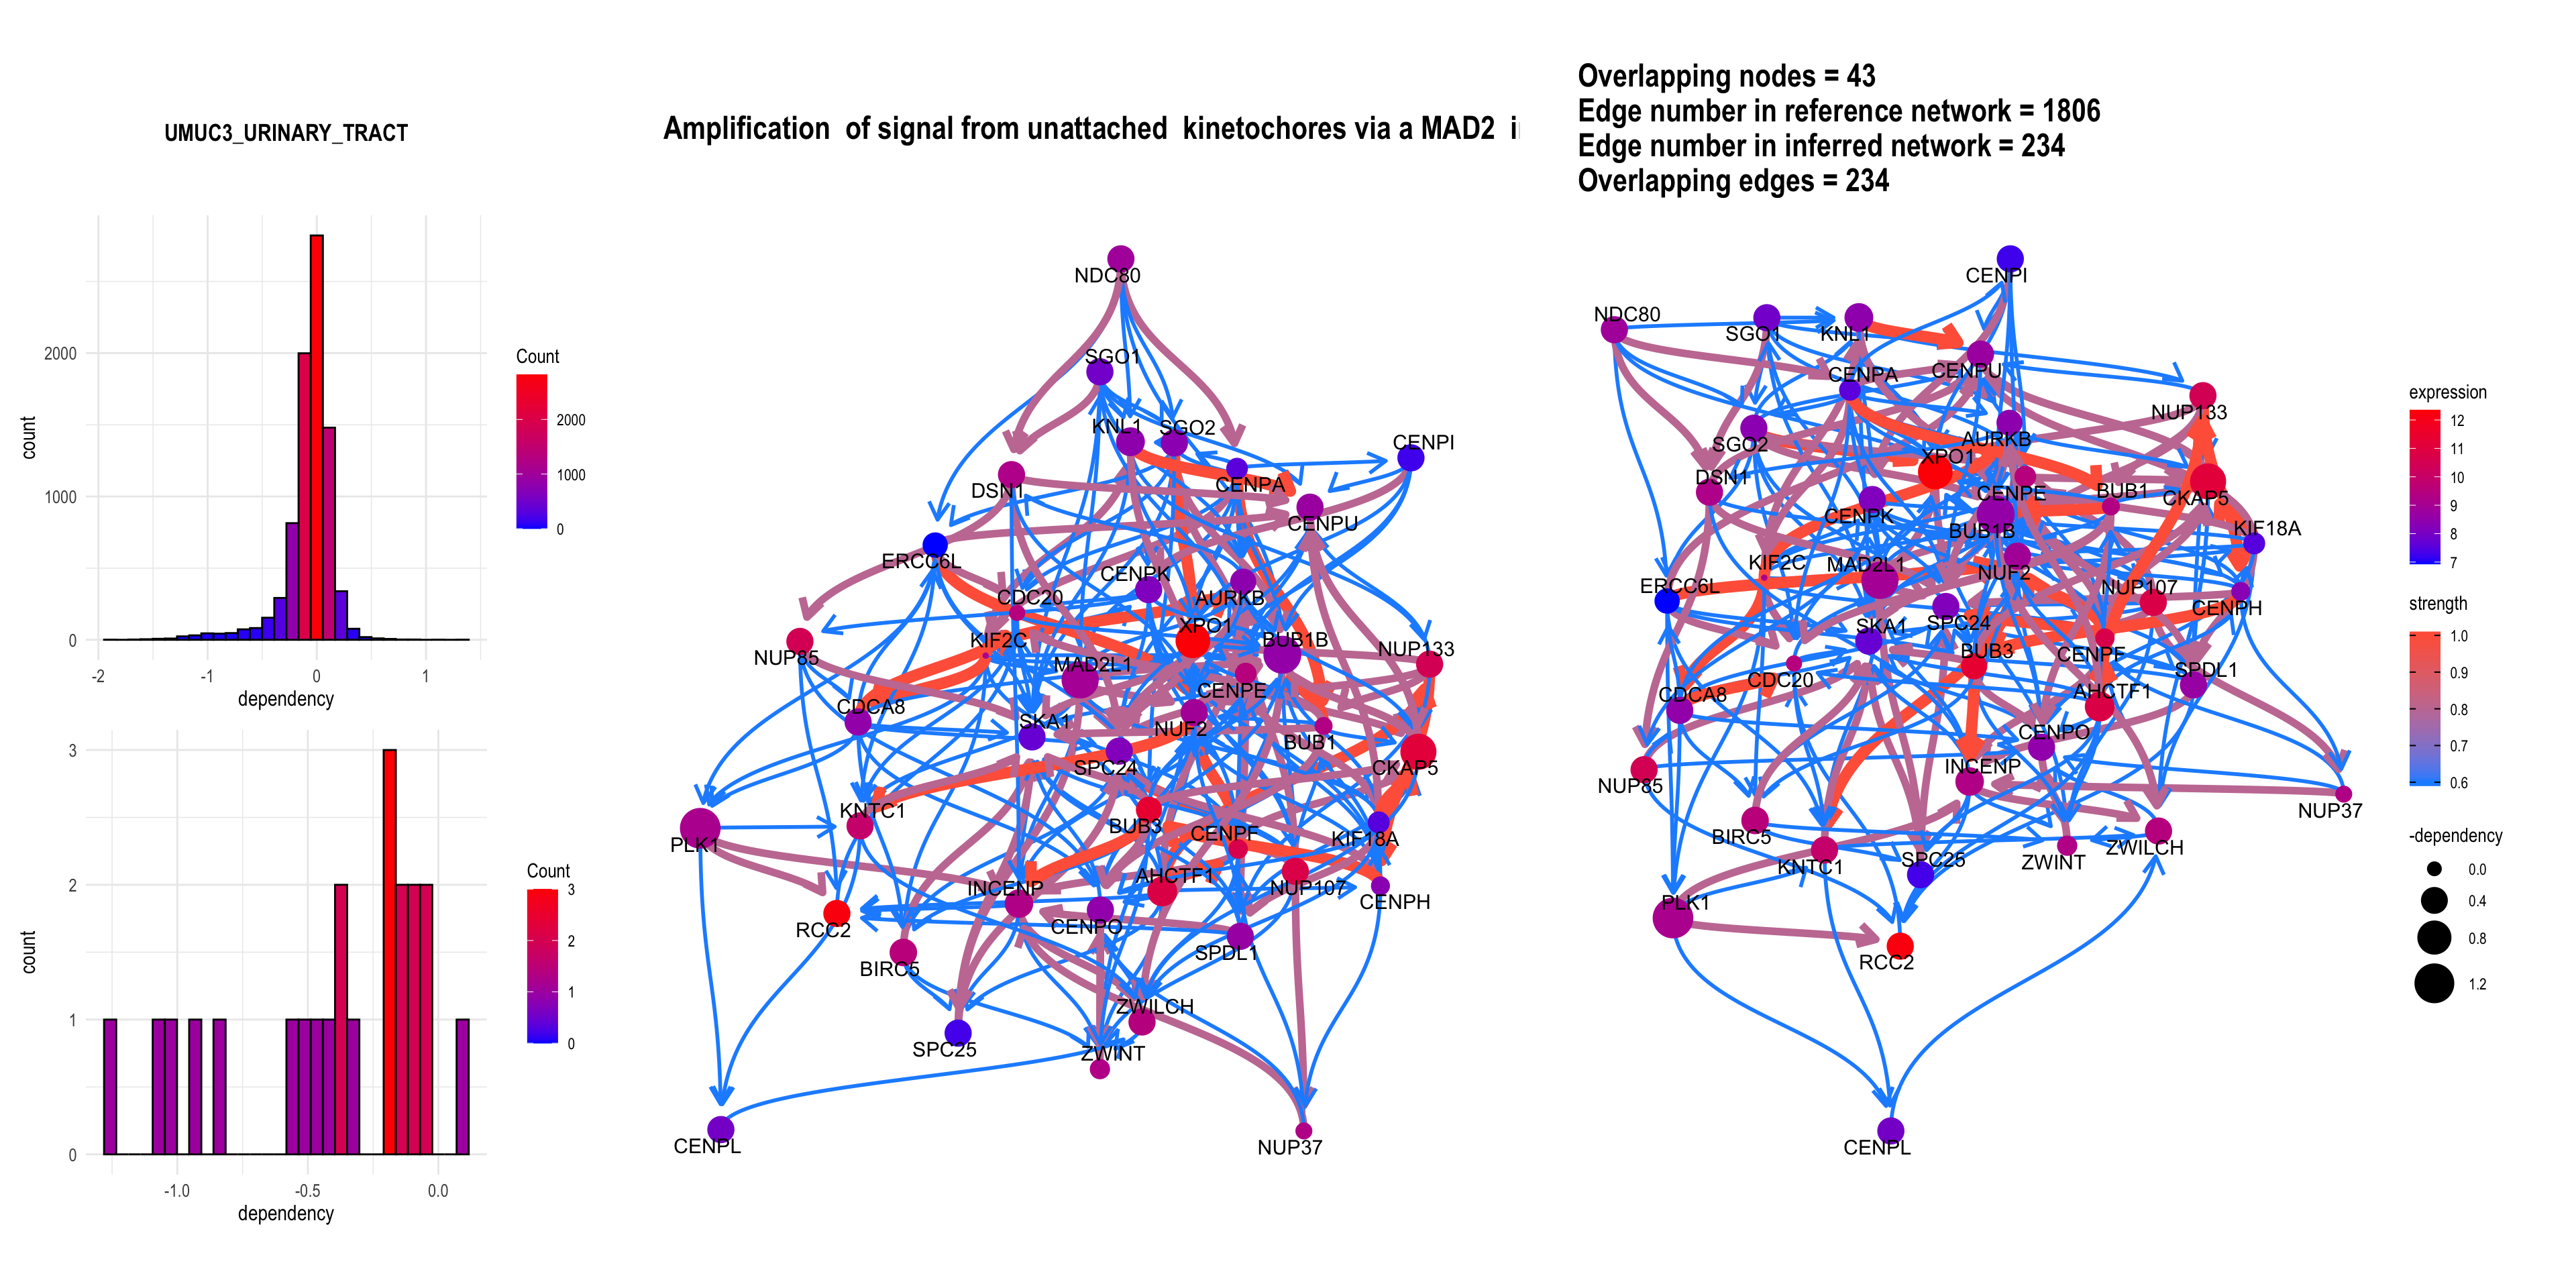 UMUC3_URINARY_TRACT
count
2000
1000
0
-2
-1
0
1
dependency
Count
2000
1000
0
count
3
2
1
0
-1.0
-0.5
0.0
dependency
Count
3
2
1
0
Amplification of signal from unattached kinetochores via a MAD2
NDC80
SGO1
KNL1
SGO2
CENPI
DSN1
CENPA
CENPU
ERCC6L
CENPK
CDC20
AURKB
KIF2C
XPO1
BUB1B
NUP133
NUP85
MAD2L1
CENPE
CDCA8
SKA1
NUF2
BUB1
SPC24
CKAP5
KNTC1
BUB3
CENPF
KIF18A
PLK1
INCENP
AHCTF1
NUP107
CENPH
RCC2
CENPO
BIRC5
SPDL1
ZWILCH
SPC25
ZWINT
CENPL
NUP37
Overlapping nodes = 43
Edge number in reference network = 1806
Edge number in inferred network = 234
Overlapping edges = 234
CENPI
NDC80
SGO1
KNL1
CENPA
CENPU
NUP133
SGO2
AURKB
XPO1
DSN1
CENPE
BUB1
CKAP5
CENPK
BUB1B
KIF18A
KIF2C
MAD2L1
NUF2
ERCC6L
NUP107
CENPH
SPC24
SKA1
BUB3
CENPF
SPDL1
CDC20
CDCA8
AHCTF1
CENPO
INCENP
NUP85
NUP37
BIRC5
KNTC1
SPC25
ZWINT
ZWILCH
PLK1
RCC2
CENPL
expression
12
11
10
9
8
7
strength
1.0
0.9
0.8
0.7
0.6
-dependency
0.0
0.4
0.8
1.2